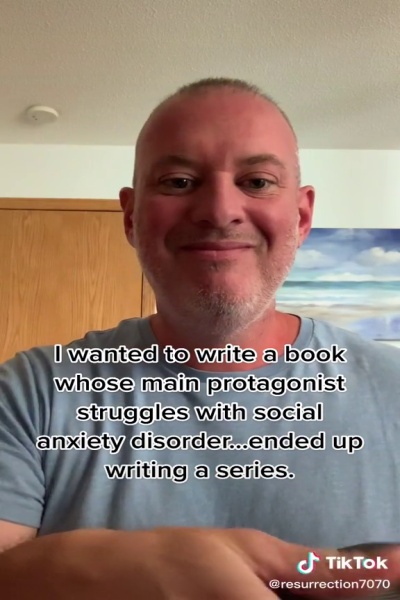 I wanted to write a book
whose main protagonist
struggles with social
anxiety disorder...ended up
writing a series.
TikTok
@resurrection7070